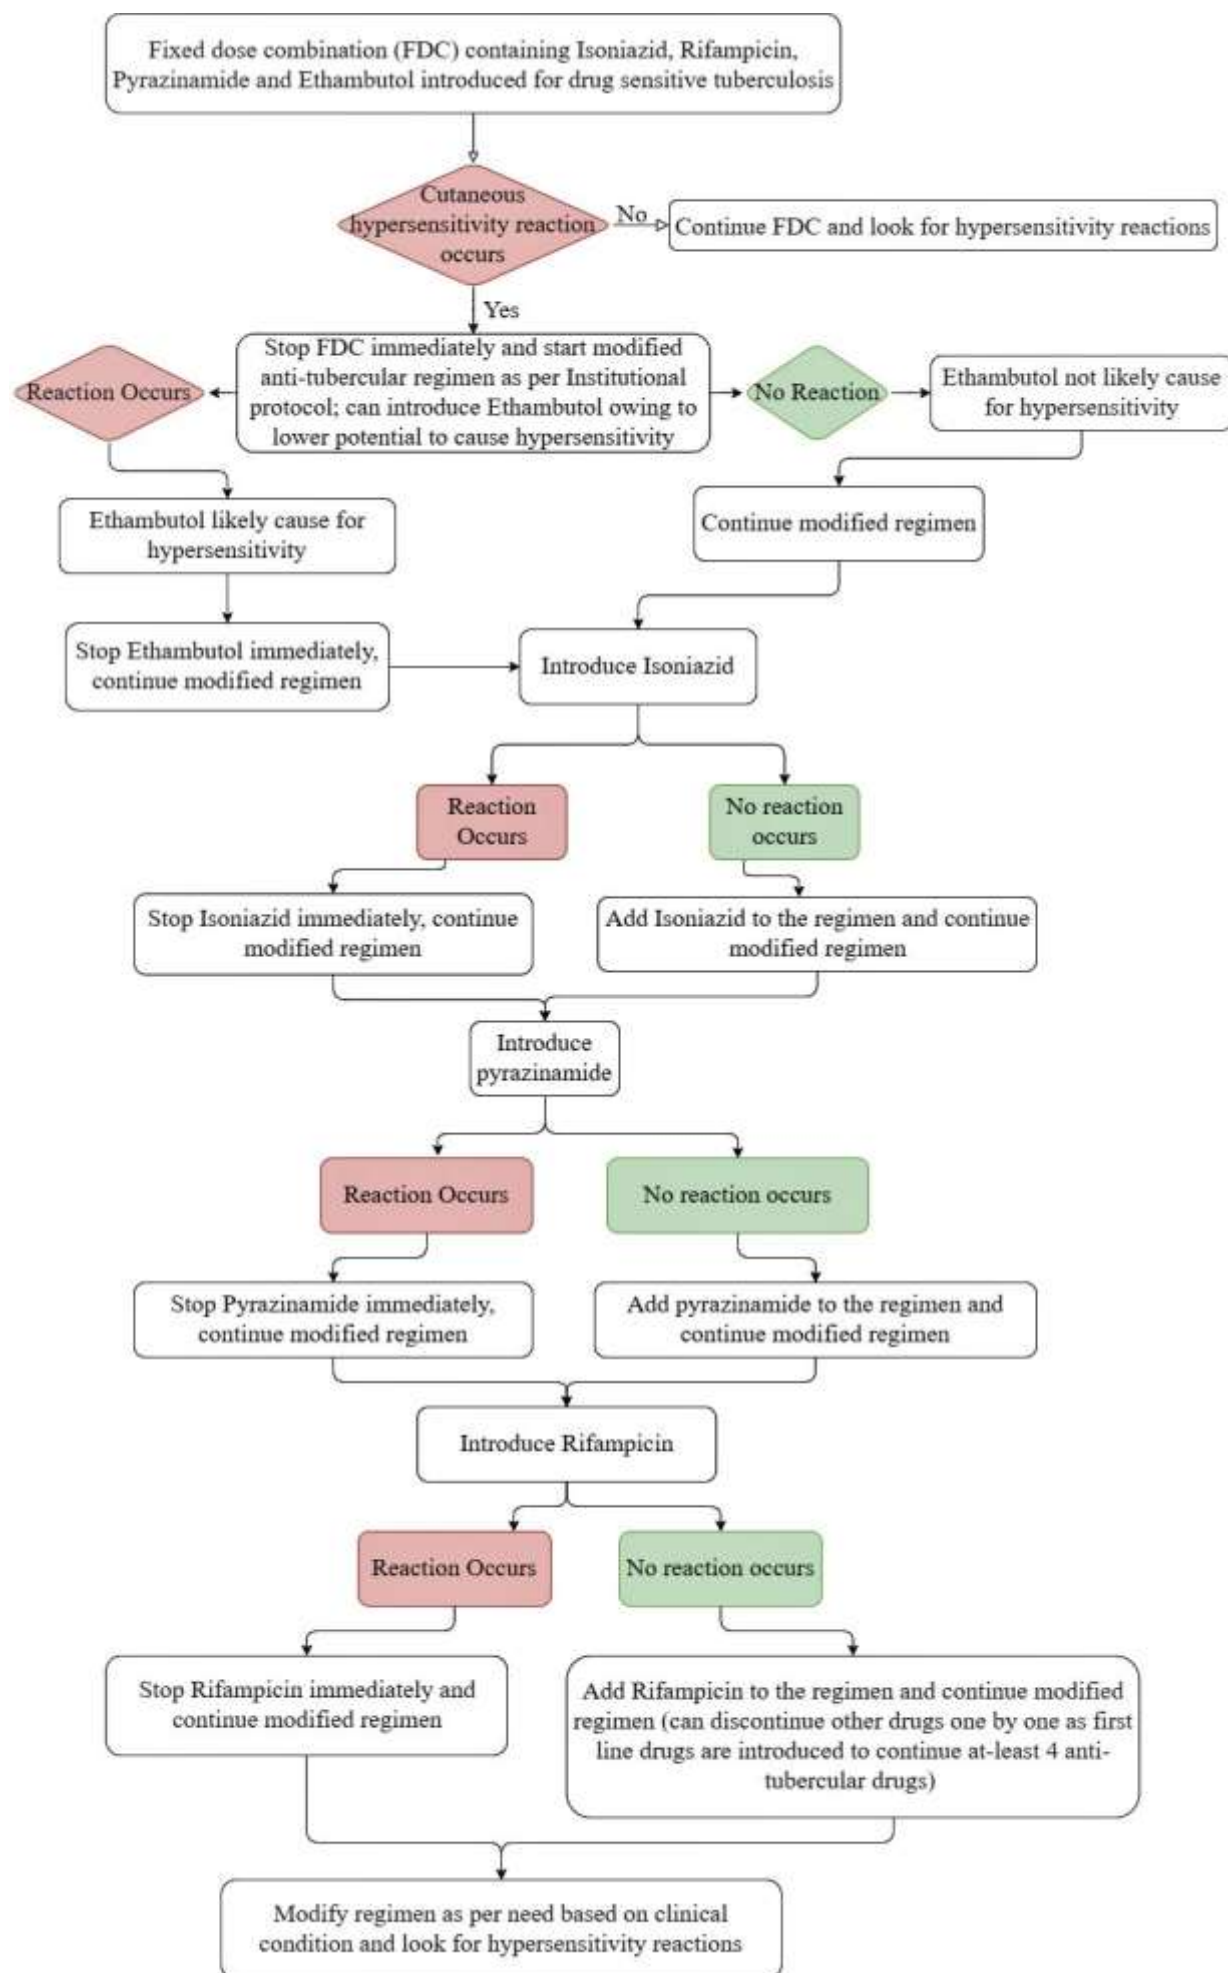 Fixed dose combination (FDC) containing Isoniazid, Rifampicin,
Pyrazinamide and Ethambutol introduced for drug sensitive tuberculosis
Cutaneous
hypersensitivity reaction
occurs
No
Continue FDC and look for hypersensitivity reactions
Yes
Stop FDC immediately and start modified
anti-tubercular regimen as per Institutional
protocol; can introduce Ethambutol owing to
lower potential to cause hypersensitivity
Reaction Occurs
No Reaction
Ethambutol not likely cause
for hypersensitivity
Ethambutol likely cause for
hypersensitivity
Continue modified regimen
Stop Ethambutol immediately,
continue modified regimen
Introduce Isoniazid
Reaction
Occurs
No reaction
occurs
Stop Isoniazid immediately, continue
modified regimen
Add Isoniazid to the regimen and continue
modified regimen
Introduce
pyrazinamide
Reaction Occurs
No reaction occurs
Stop Pyrazinamide immediately,
continue modified regimen
Add pyrazinamide to the regimen and
continue modified regimen
Introduce Rifampicin
Reaction Occurs
No reaction occurs
Stop Rifampicin immediately and
continue modified regimen
Add Rifampicin to the regimen and continue modified
regimen (can discontinue other drugs one by one as first
line drugs are introduced to continue at-least 4 anti-
tubercular drugs)
Modify regimen as per need based on clinical
condition and look for hypersensitivity reactions